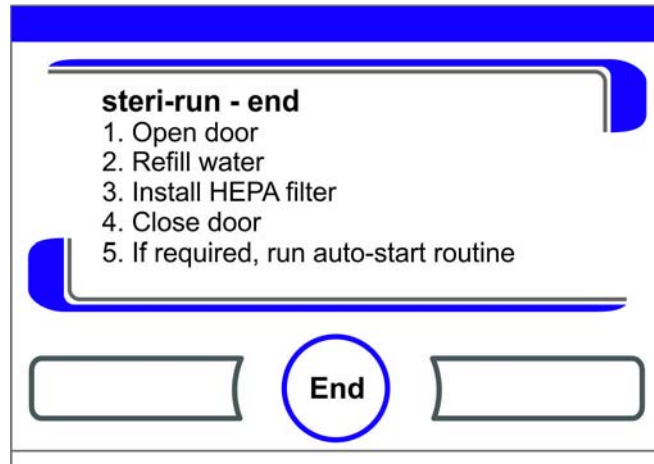 steri-run - end
1. Open door
2. Refill water
3. Install HEPA filter
4. Close door
5. If required, run auto-start routine
End